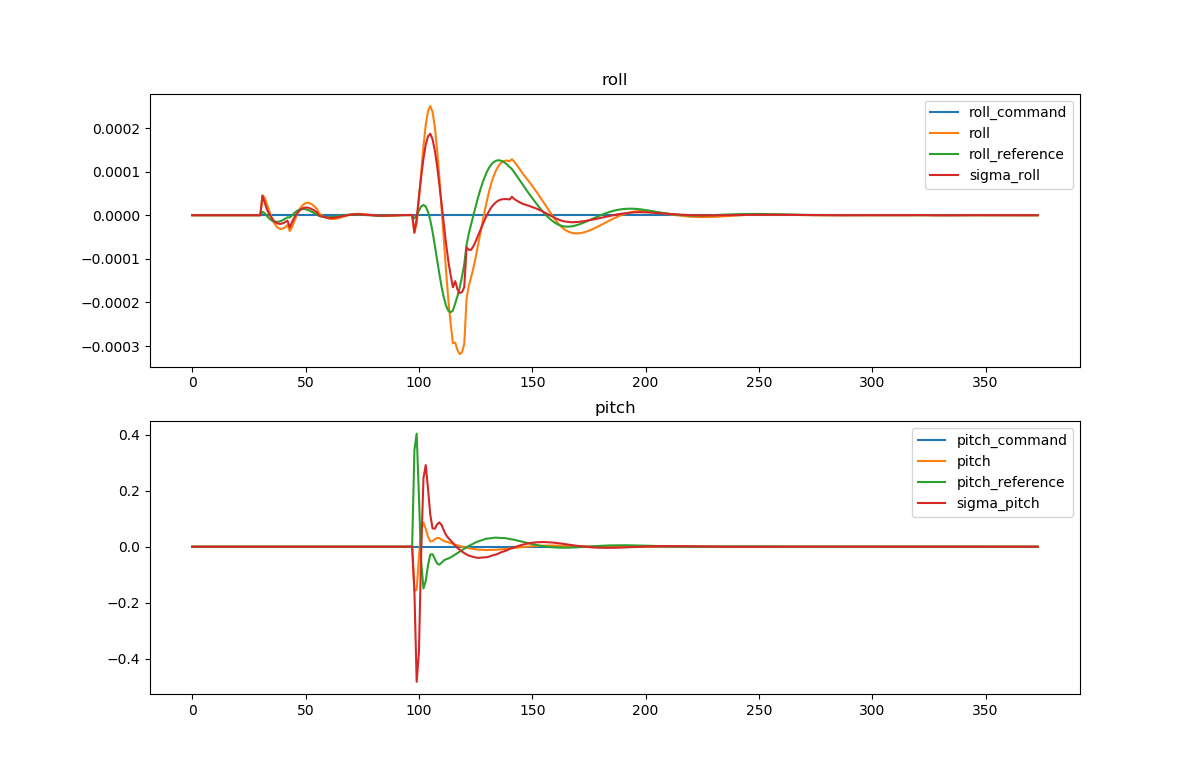 roll
0.0002
0.0001
0.0000
−0.0001
−0.0002
−0.0003
roll_command
roll
roll_reference
sigma_roll
0 50 100 150 200 250 300 350
pitch
0.4
0.2
0.0
−0.2
−0.4
pitch_command
pitch
pitch_reference
sigma_pitch
0 50 100 150 200 250 300 350